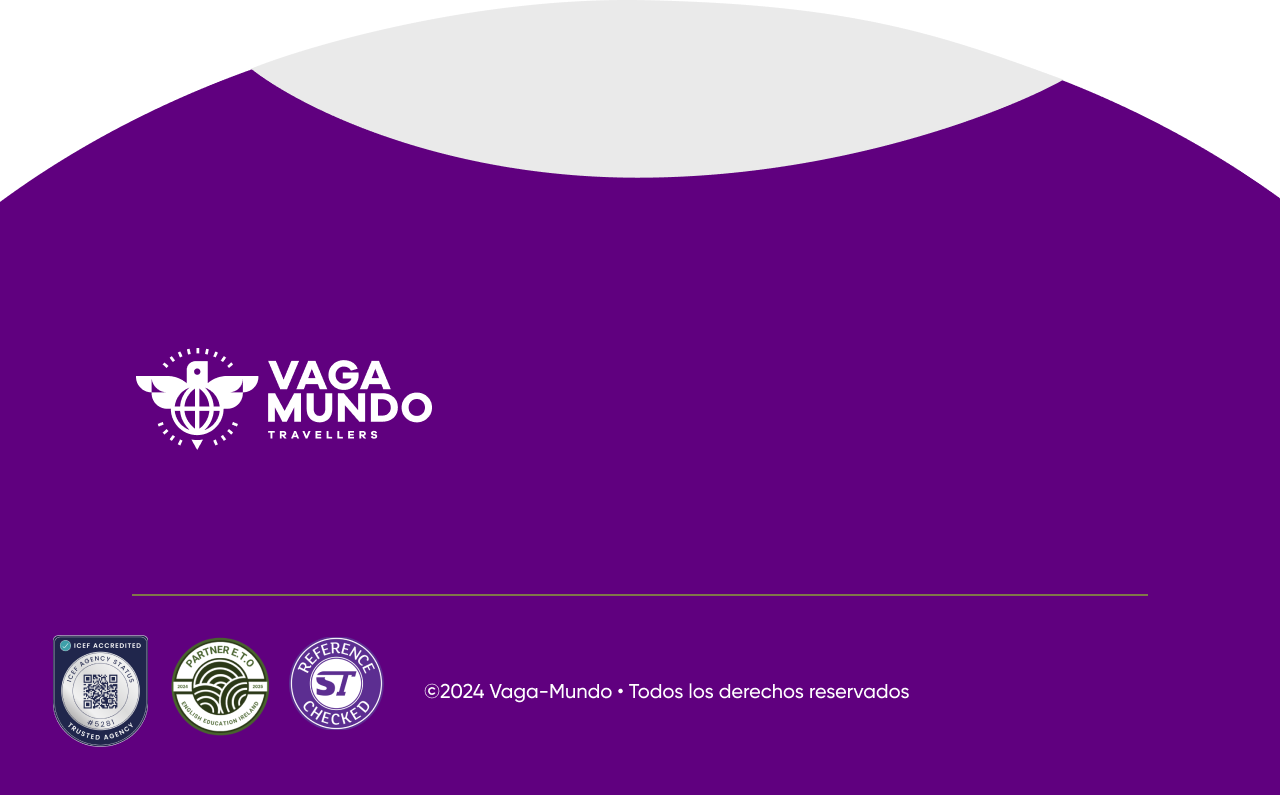 VAGA
MUNDO
TRAVELLERS
ICEF ACCREDITED
ICEF AGENCY STATUS
#5281
TRUSTED AGENCY
PARTNER E.T.O
2024 2025
ENGLISH EDUCATION IRELAND
REFERENCE
ST
CHECKED
©2024 Vaga-Mundo • Todos los derechos reservados